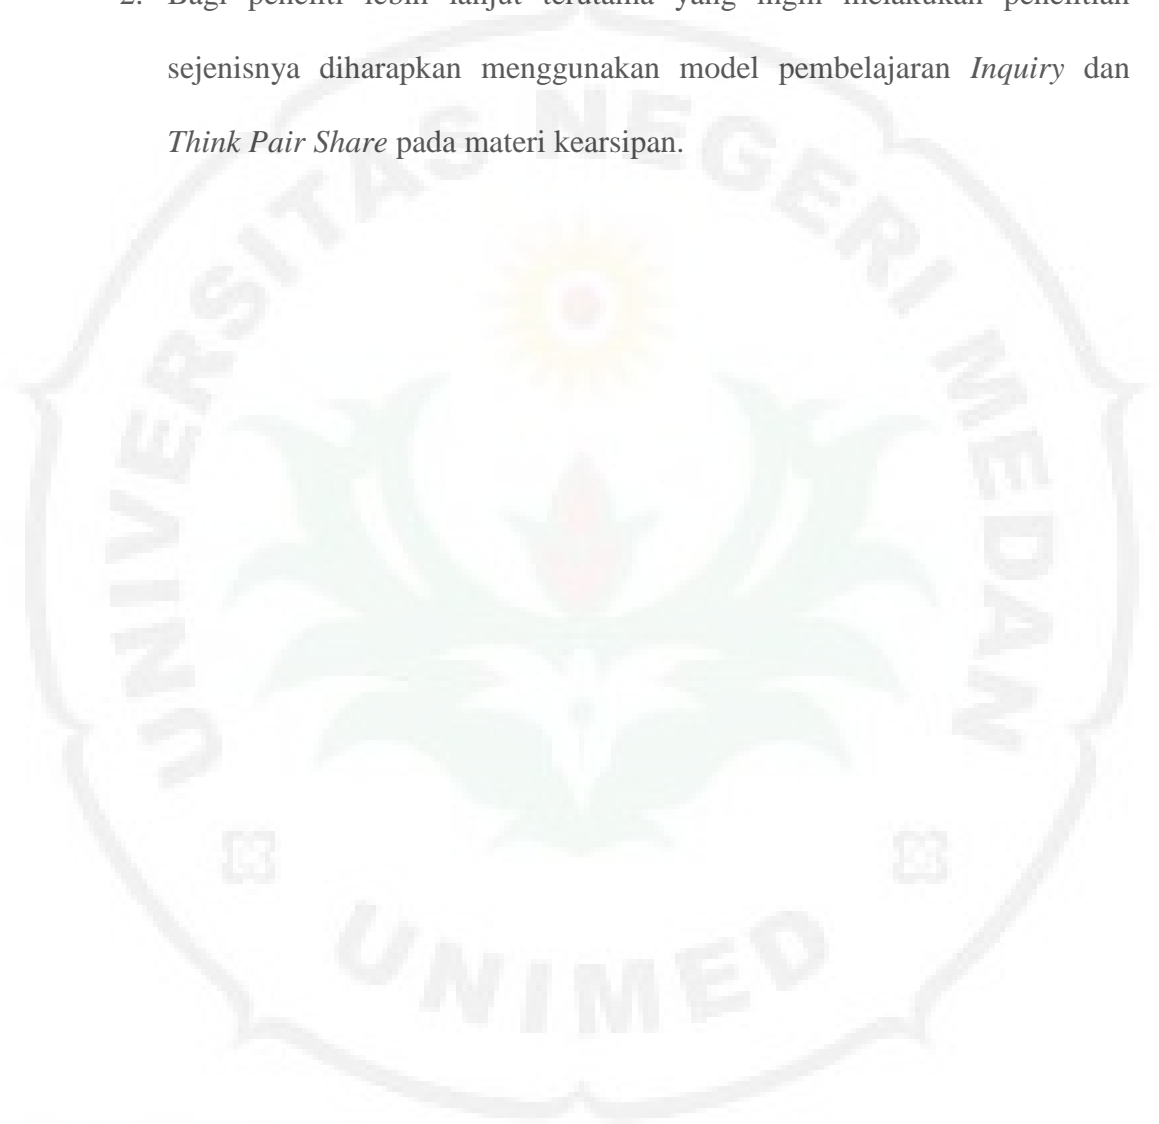 2. Bagi peneliti lebih lanjut terutama yang ingin melakukan penelitian
sejenisnya diharapkan menggunakan model pembelajaran Inquiry dan
Think Pair Share pada materi kearsipan.
UNIVERSITAS NEGERI MEDAN
UNIMED